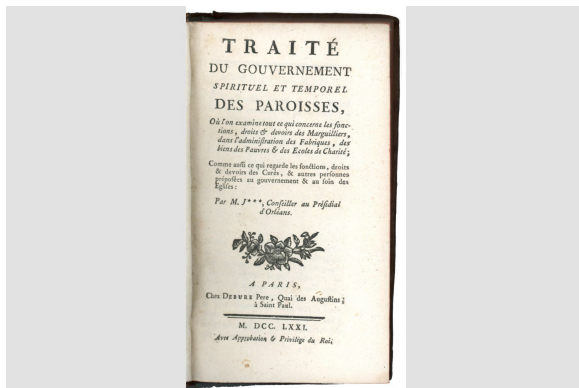 TRAITÉ
DU GOUVERNEMENT
SPIRITUEL ET TEMPOREL
DES PAROISSES,
Où l'on examine tout ce qui concerne les fonc-
tions, droits & devoirs des Marguilliers,
dans l'administration des Fabriques, des
biens des Pauvres & des Ecoles de Charité;
Comme aussi ce qui regarde les fonctions, droits
& devoirs des Curés, & autres personnes
préposées au gouvernement & au soin des
Eglises:
Par M. J***, Conseiller au Présidial
d'Orléans.
A PARIS,
Chez DEBURE Pere, Quai des Augustins;
à Saint Paul.
M. DCC. LXXI.
Avec Approbation & Privilége du Roi.